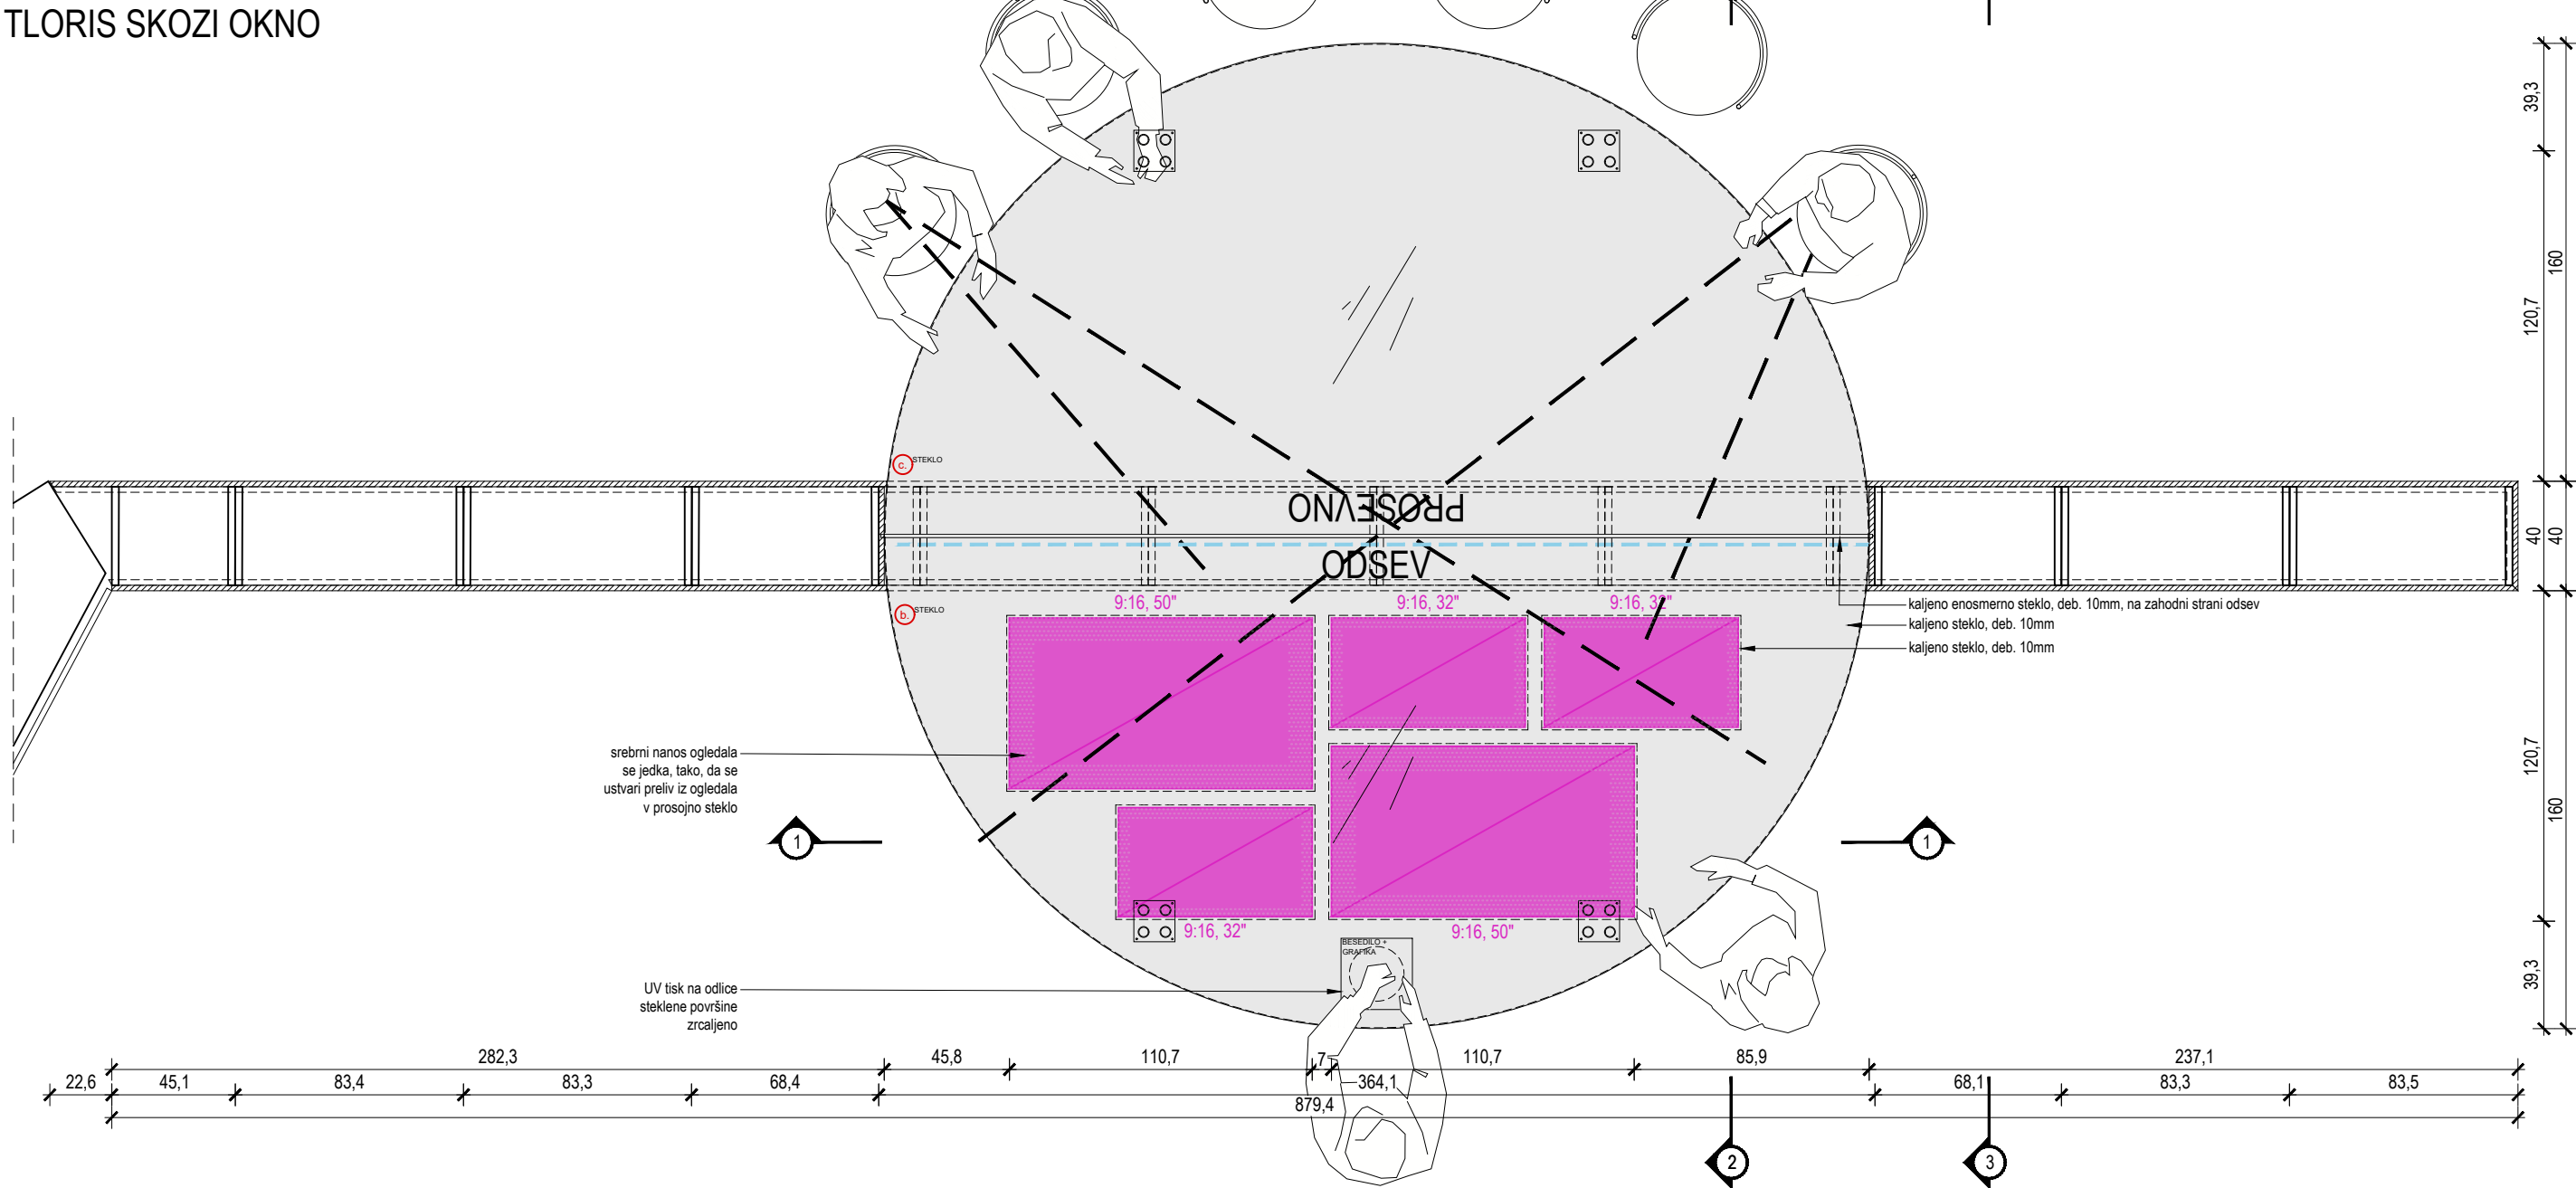 TLORIS SKOZI OKNO
39,3
160
120,7
c. STEKLO
PROSEVNO
ODSEV
40
40
b. STEKLO
9:16, 50"
9:16, 32"
9:16, 32"
kaljeno enosmerno steklo, deb. 10mm, na zahodni strani odsev
kaljeno steklo, deb. 10mm
kaljeno steklo, deb. 10mm
srebrni nanos ogledala
se jedka, tako, da se
ustvari preliv iz ogledala
v prosojno steklo
120,7
160
1
1
9:16, 32"
9:16, 50"
BESEDILO +
GRAFIKA
39,3
UV tisk na odlice
steklene površine
zrcaljeno
282,3
45,8
110,7
7
110,7
85,9
237,1
22,6
45,1
83,4
83,3
68,4
364,1
68,1
83,3
83,5
879,4
2
3